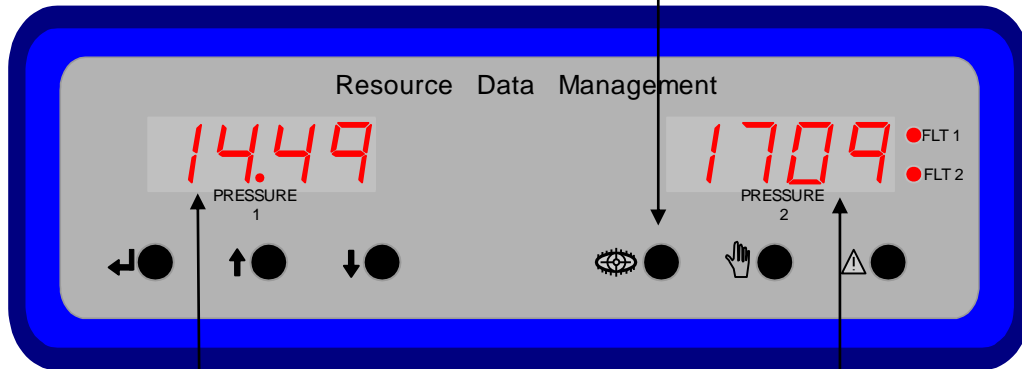 Resource Data Management
14.49
1709
FLT 1
FLT 2
PRESSURE
1
PRESSURE
2